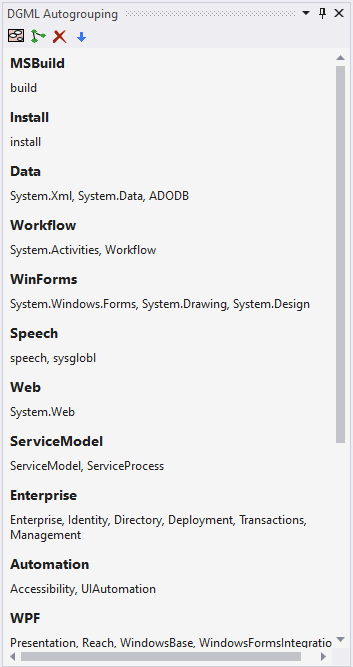 DGML Autogrouping
MSBuild
build
Install
install
Data
System.Xml, System.Data, ADODB
Workflow
System.Activities, Workflow
WinForms
System.Windows.Forms, System.Drawing, System.Design
Speech
speech, sysglobl
Web
System.Web
ServiceModel
ServiceModel, ServiceProcess
Enterprise
Enterprise, Identity, Directory, Deployment, Transactions,
Management
Automation
Accessibility, UIAutomation
WPF
Presentation, Reach, WindowsBase, WindowsFormsIntegratio